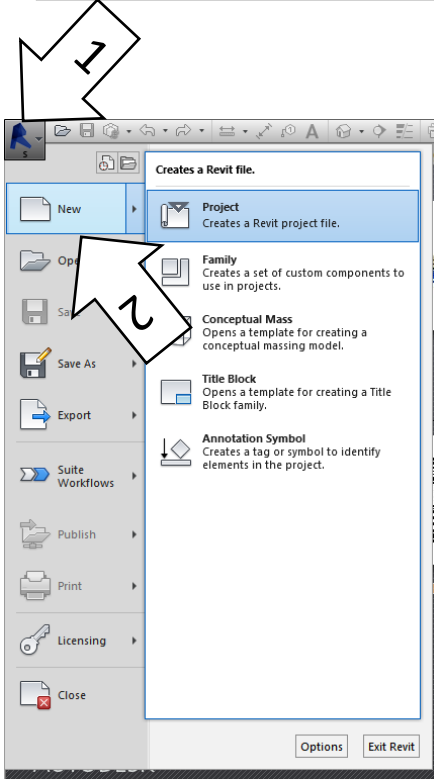 1
S
A
Creates a Revit file.
New
Project
Creates a Revit project file.
2
Family
Creates a set of custom components to
use in projects.
Conceptual Mass
Opens a template for creating a
conceptual massing model.
Save As
Title Block
Opens a template for creating a Title
Block family.
Export
Annotation Symbol
Creates a tag or symbol to identify
elements in the project.
Suite
Workflows
Publish
Print
Licensing
Close
Options
Exit Revit